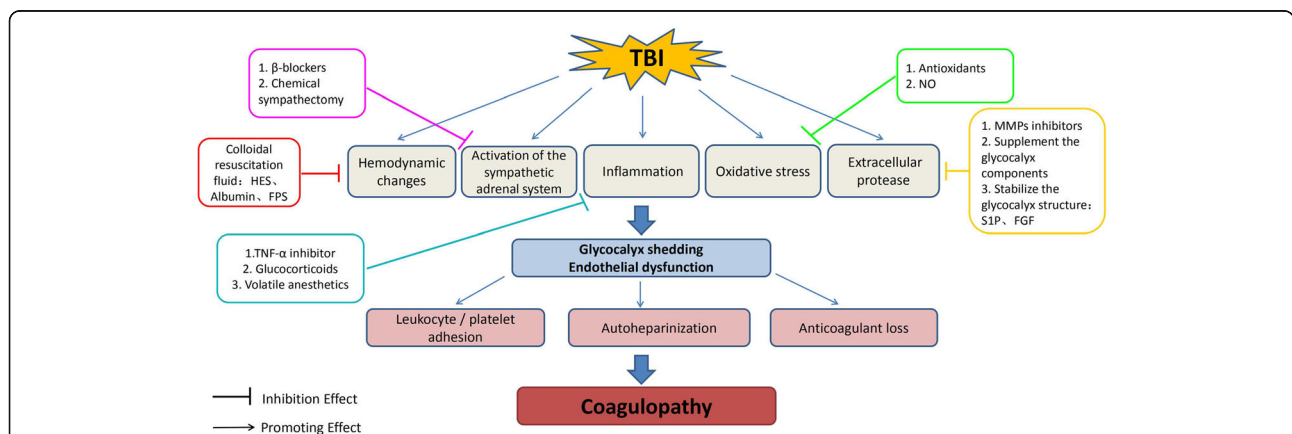 TBI
1. β-blockers
2. Chemical
sympathectomy
1. Antioxidants
2. NO
Colloidal
resuscitation
fluid：HES、
Albumin、FPS
Hemodynamic
changes
Activation of the
sympathetic
adrenal system
Inflammation
Oxidative stress
Extracellular
protease
1. MMPs inhibitors
2. Supplement the
glycocalyx
components
3. Stabilize the
glycocalyx structure：
S1P、FGF
1.TNF-α inhibitor
2. Glucocorticoids
3. Volatile anesthetics
Glycocalyx shedding
Endothelial dysfunction
Leukocyte / platelet
adhesion
Autoheparinization
Anticoagulant loss
Coagulopathy
Inhibition Effect
Promoting Effect